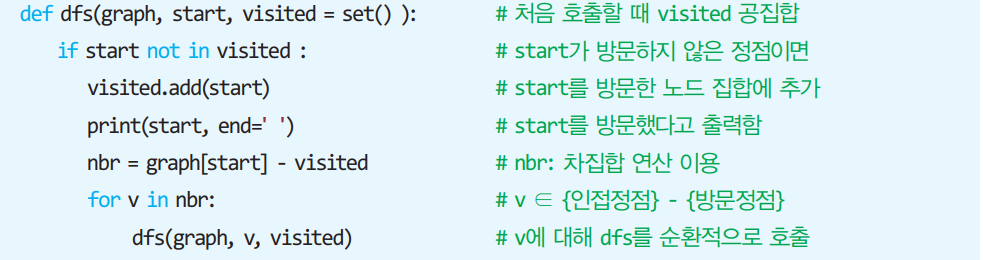 def dfs(graph, start, visited = set() ): # 처음 호출할 때 visited 공집합
if start not in visited : # start가 방문하지 않은 정점이면
visited.add(start) # start를 방문한 노드 집합에 추가
print(start, end=' ') # start를 방문했다고 출력함
nbr = graph[start] - visited # nbr: 차집합 연산 이용
for v in nbr: # v ∈ {인접정점} - {방문정점}
dfs(graph, v, visited) # v에 대해 dfs를 순환적으로 호출